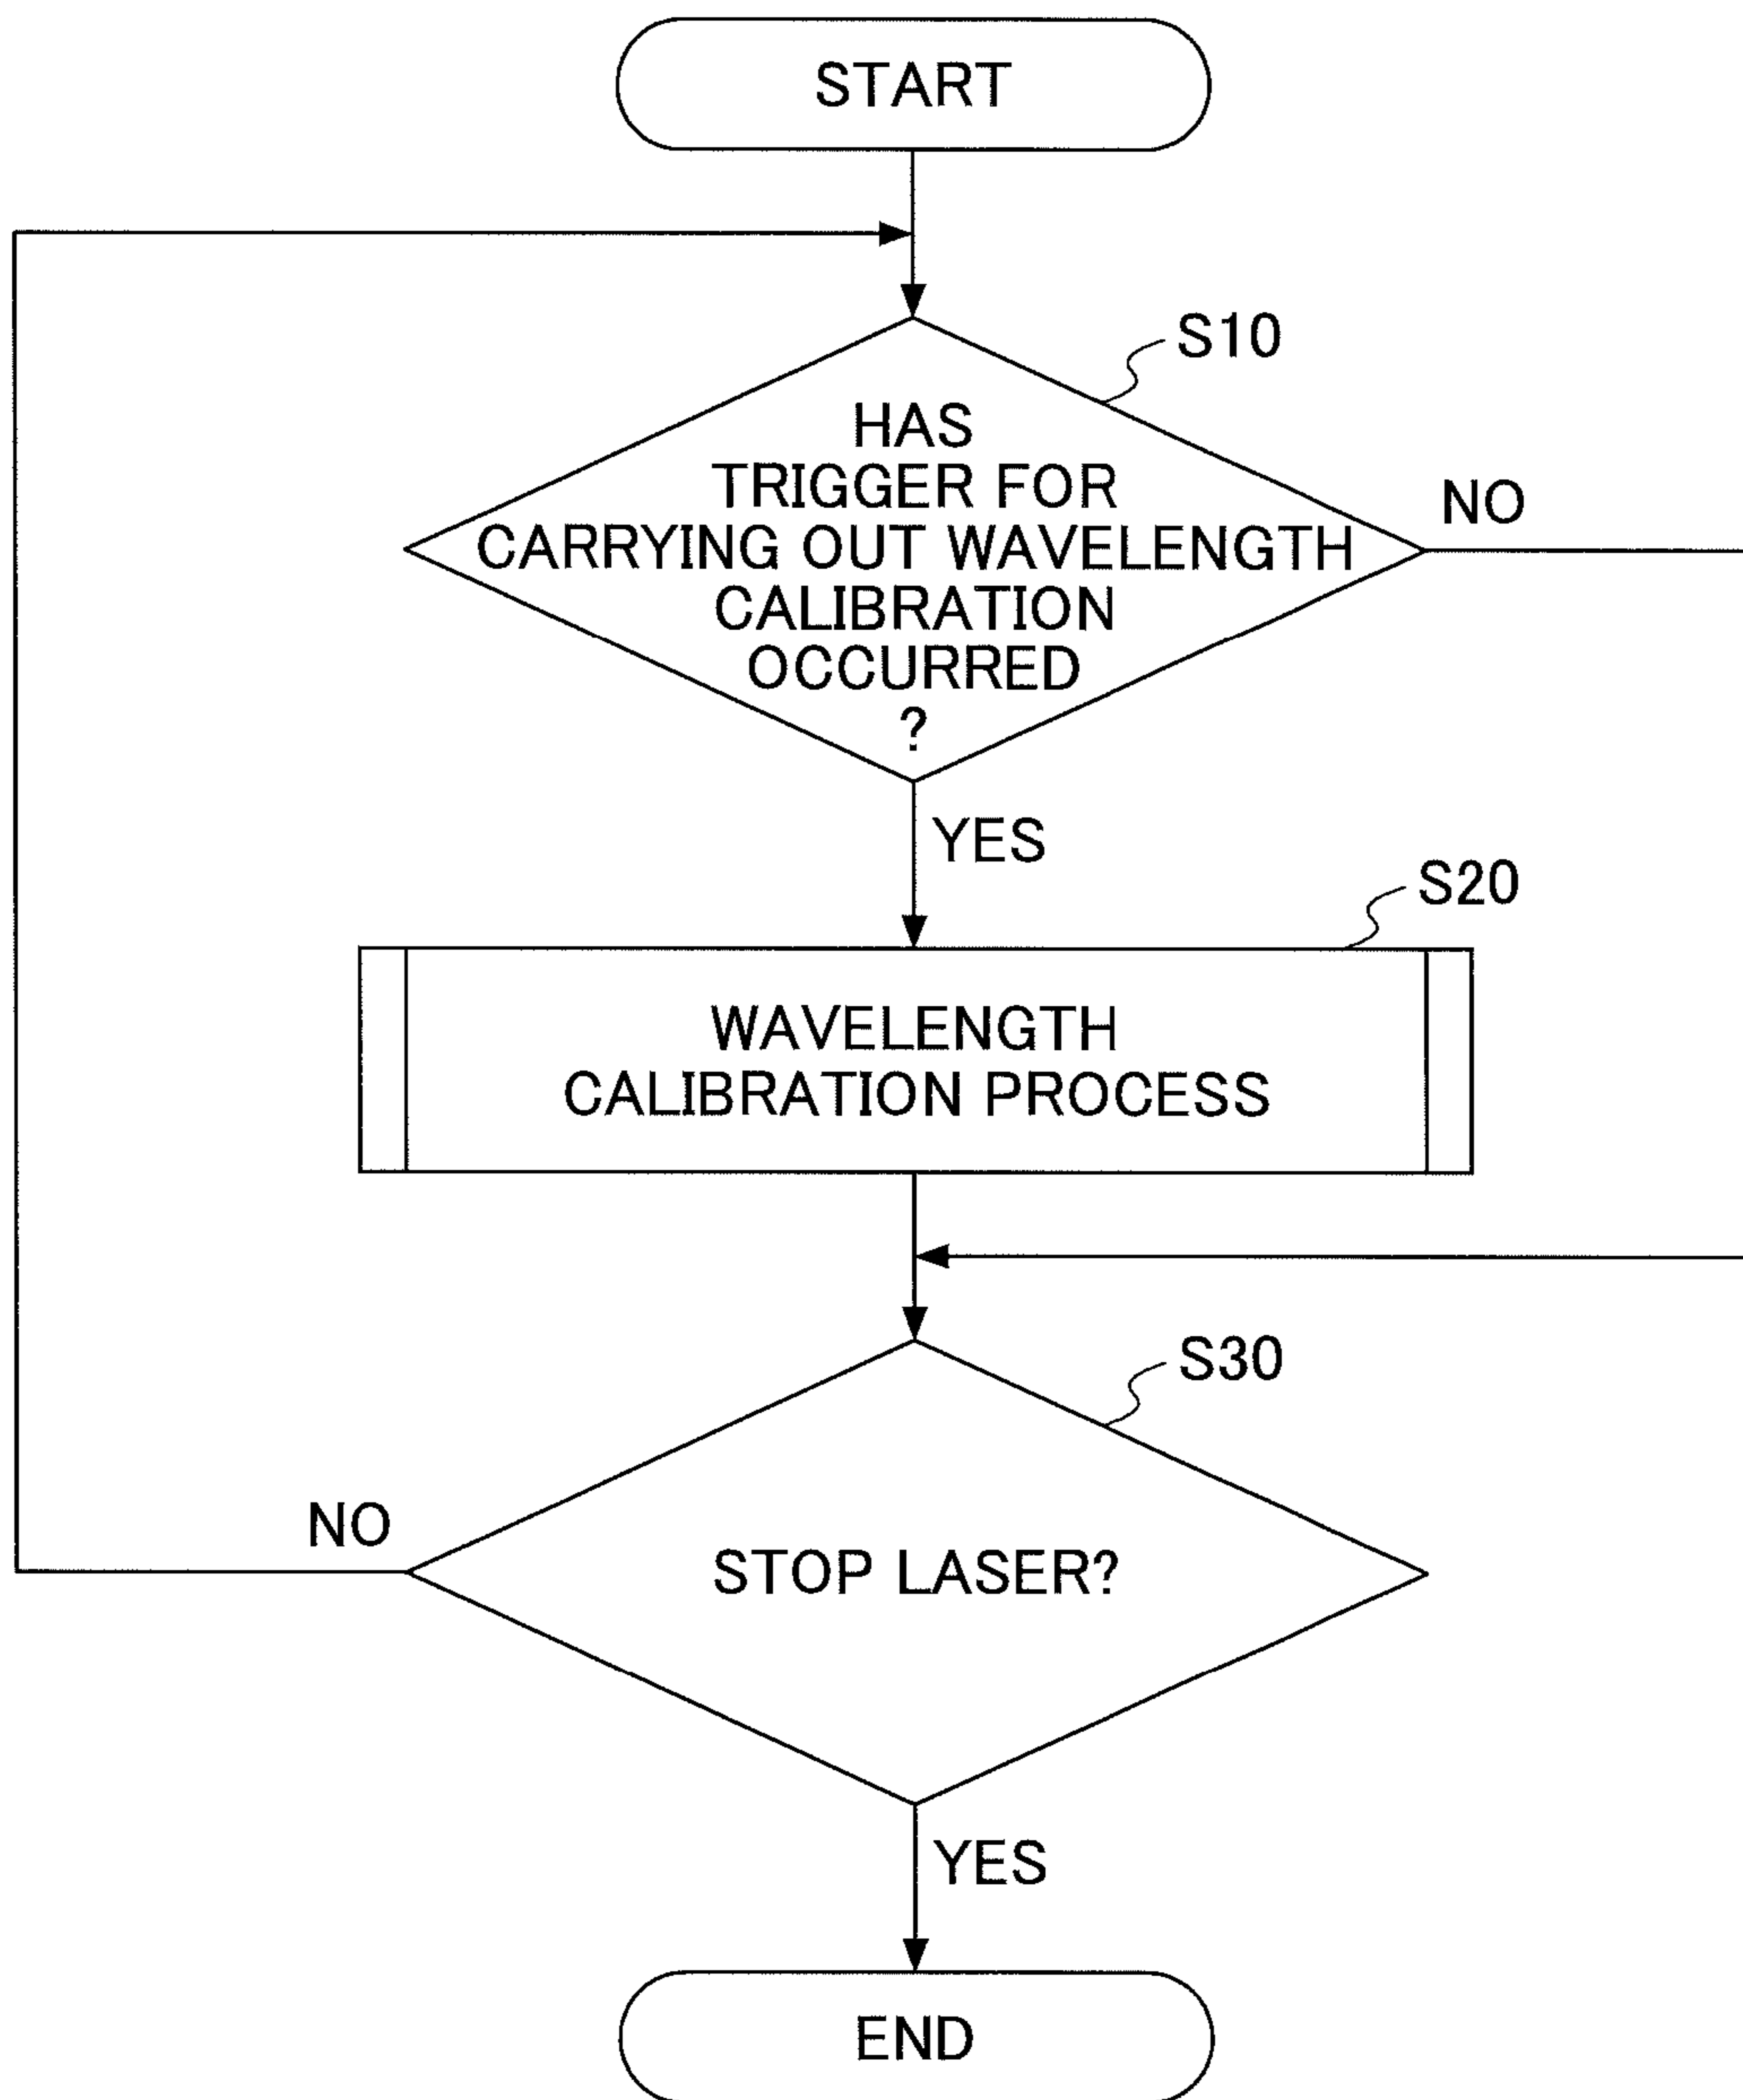 START
S10
HAS
TRIGGER FOR
CARRYING OUT WAVELENGTH
CALIBRATION
OCCURRED
?
NO
YES
S20
WAVELENGTH
CALIBRATION PROCESS
S30
STOP LASER?
NO
YES
END